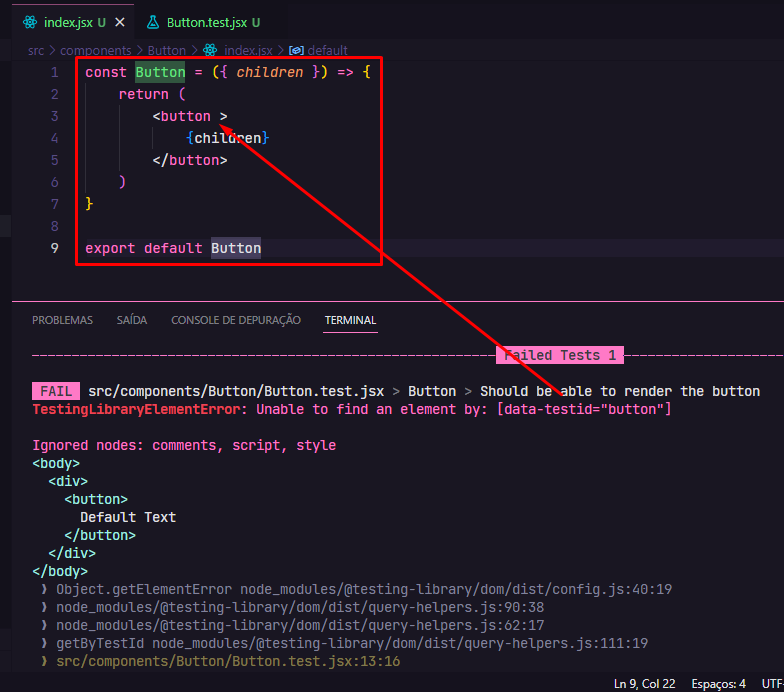 index.jsx U ✕ Button.test.jsx U
src > components > Button > index.jsx > default
1 const Button = ({ children }) => {
2 return (
3 <button >
4 {children}
5 </button>
6 )
7 }
8
9 export default Button
PROBLEMAS SAÍDA CONSOLE DE DEPURAÇÃO TERMINAL
Failed Tests 1
FAIL src/components/Button/Button.test.jsx > Button > Should be able to render the button
TestingLibraryElementError: Unable to find an element by: [data-testid="button"]
Ignored nodes: comments, script, style
<body>
<div>
<button>
Default Text
</button>
</div>
</body>
❯ Object.getElementError node_modules/@testing-library/dom/dist/config.js:40:19
❯ node_modules/@testing-library/dom/dist/query-helpers.js:90:38
❯ node_modules/@testing-library/dom/dist/query-helpers.js:62:17
❯ getByTestId node_modules/@testing-library/dom/dist/query-helpers.js:111:19
❯ src/components/Button/Button.test.jsx:13:16
Ln 9, Col 22 Espaços: 4 UTF